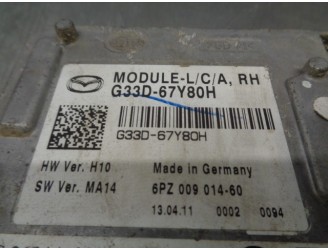 MODULE-L/C/A, RH
G33D-67Y80H
G33D-67Y80H
HW Ver. H10 Made in Germany
SW Ver. MA14 6PZ 009 014-60
13.04.11 0002 0094